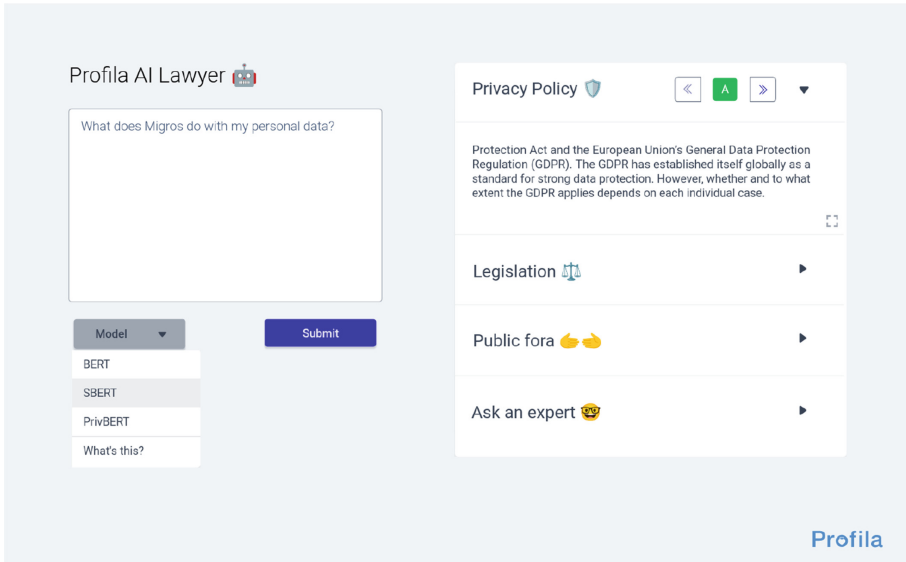 Profila AI Lawyer 🤖
What does Migros do with my personal data?
Model
Submit
BERT
SBERT
PrivBERT
What's this?
Privacy Policy 🛡️
A
Protection Act and the European Union's General Data Protection
Regulation (GDPR). The GDPR has established itself globally as a
standard for strong data protection. However, whether and to what
extent the GDPR applies depends on each individual case.
Legislation ⚖️
Public fora 🫱🫲
Ask an expert 🤓
Profila